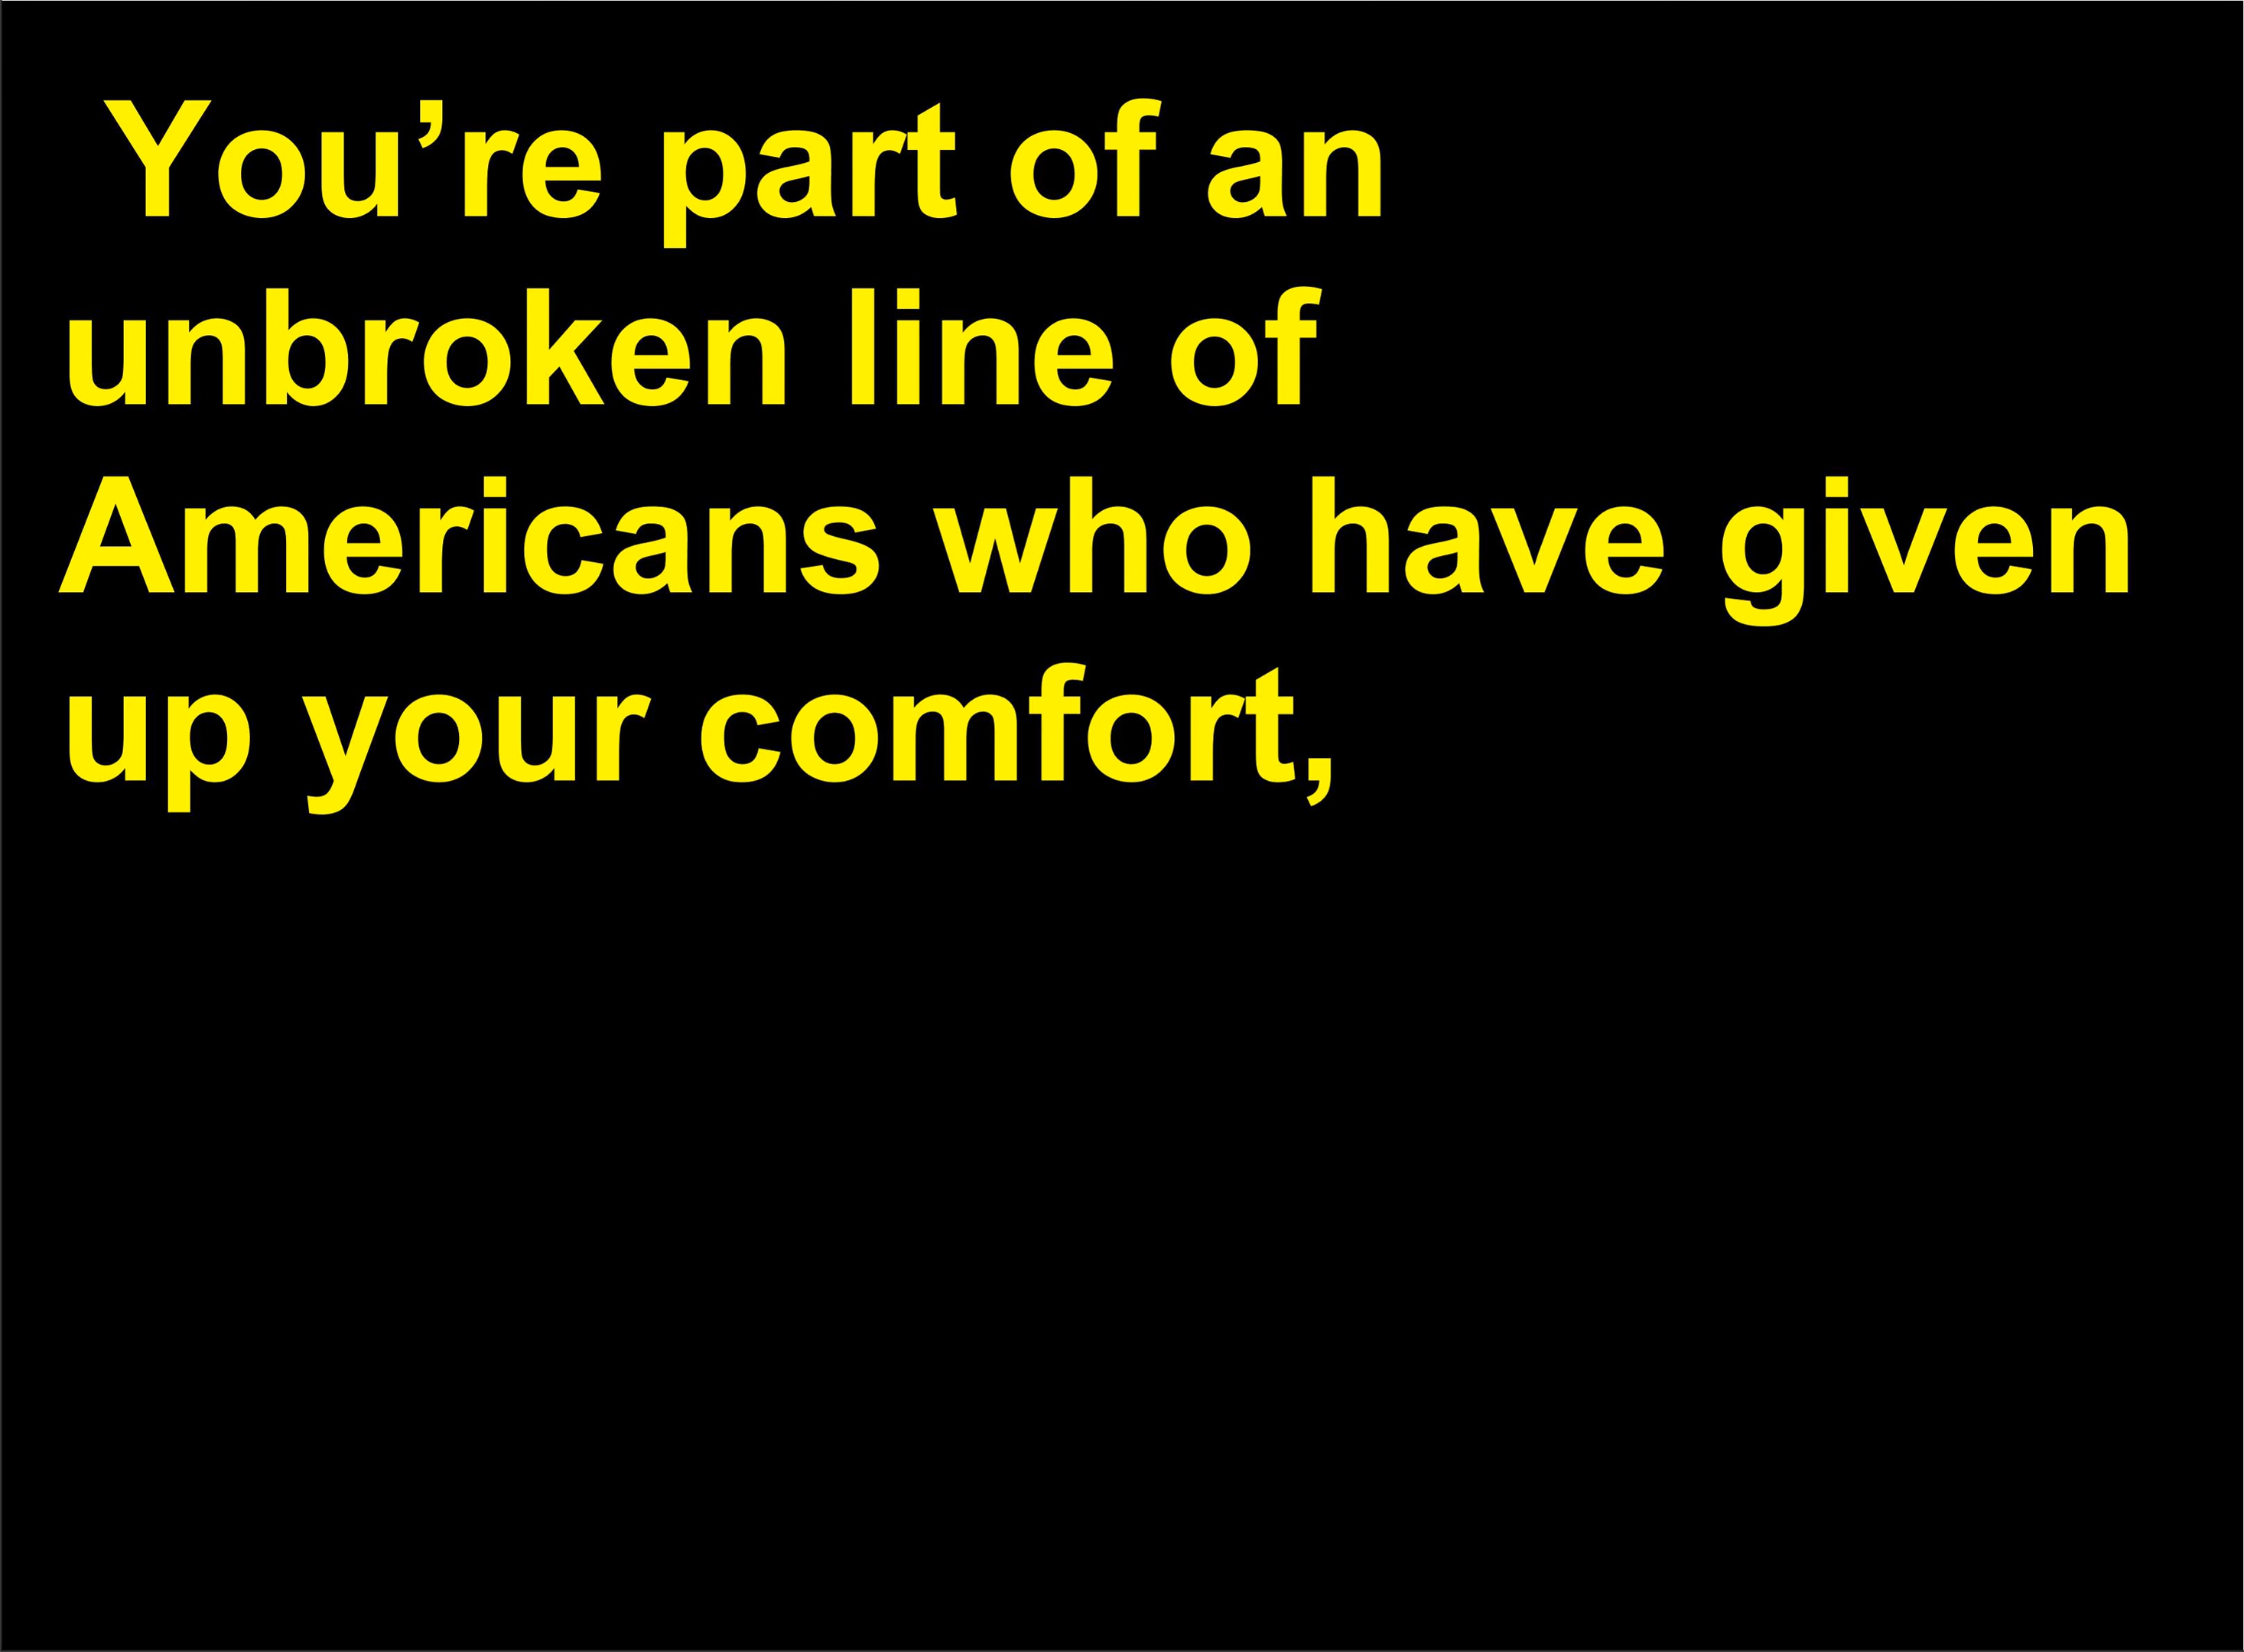 You’re part of an
unbroken line of
Americans who have given
up your comfort,